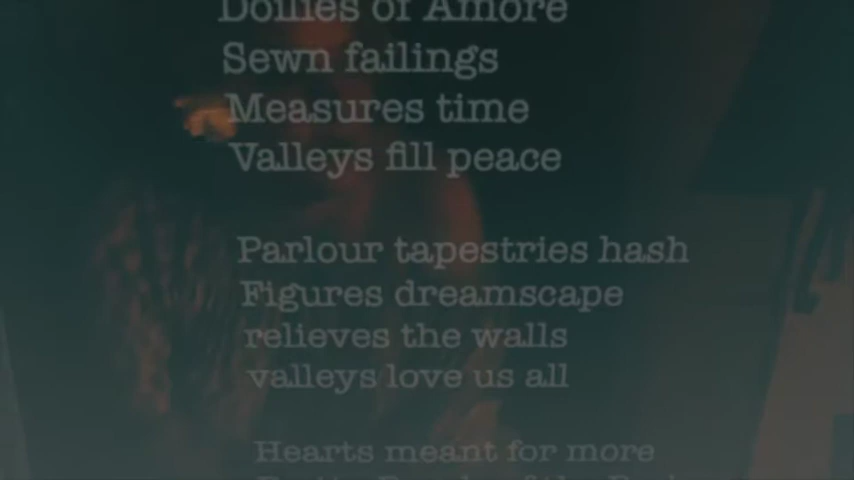 Doilies of Amore
Sewn failings
Measures time
Valleys fill peace
Parlour tapestries hash
Figures dreamscape
relieves the walls
valleys love us all
Hearts meant for more